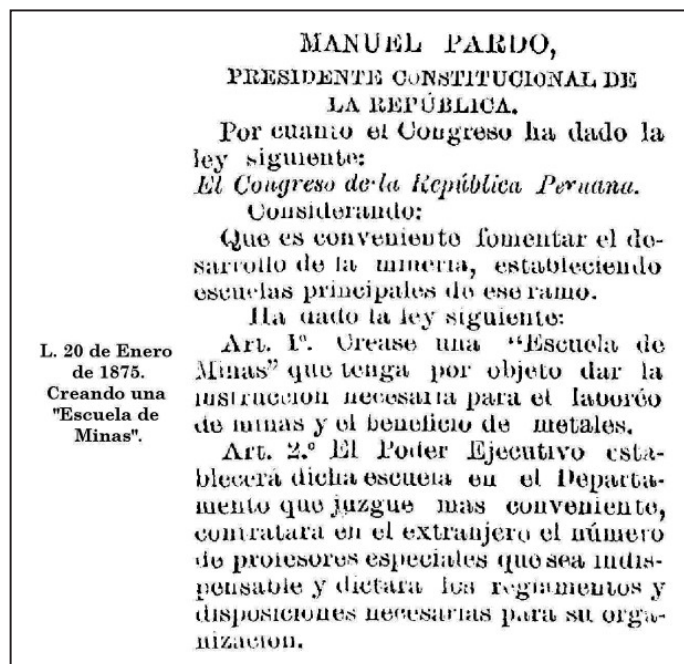 MANUEL PARDO,
PRESIDENTE CONSTITUCIONAL DE
LA REPÚBLICA.
Por cuanto el Congreso ha dado la
ley siguiente:
El Congreso de la República Peruana.
Considerando:
Que es conveniente fomentar el de-
sarrollo de la mineria, estableciendo
escuelas principales de ese ramo.
Ha dado la ley siguiente:
L. 20 de Enero
de 1875.
Creando una
"Escuela de
Minas".
Art. 1º. Crease una "Escuela de
Minas" que tenga por objeto dar la
instruccion necesaria para el laboréo
de minas y el beneficio de metales.
Art. 2.º El Poder Ejecutivo esta-
blecerá dicha escuela en el Departa-
mento que juzgue mas conveniente,
contratara en el extranjero el número
de profesores especiales que sea indis-
pensable y dictara los reglamentos y
disposiciones necesarias para su orga-
nizacion.